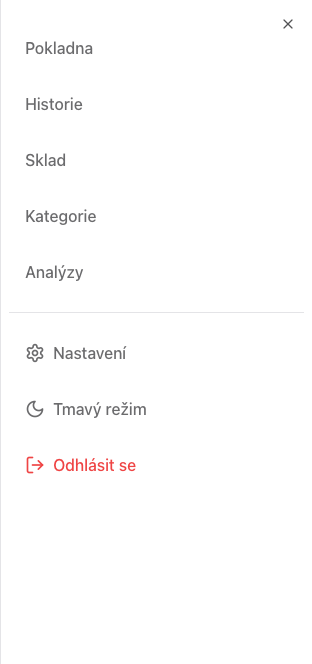 Pokladna
Historie
Sklad
Kategorie
Analýzy
Nastavení
Tmavý režim
Odhlásit se